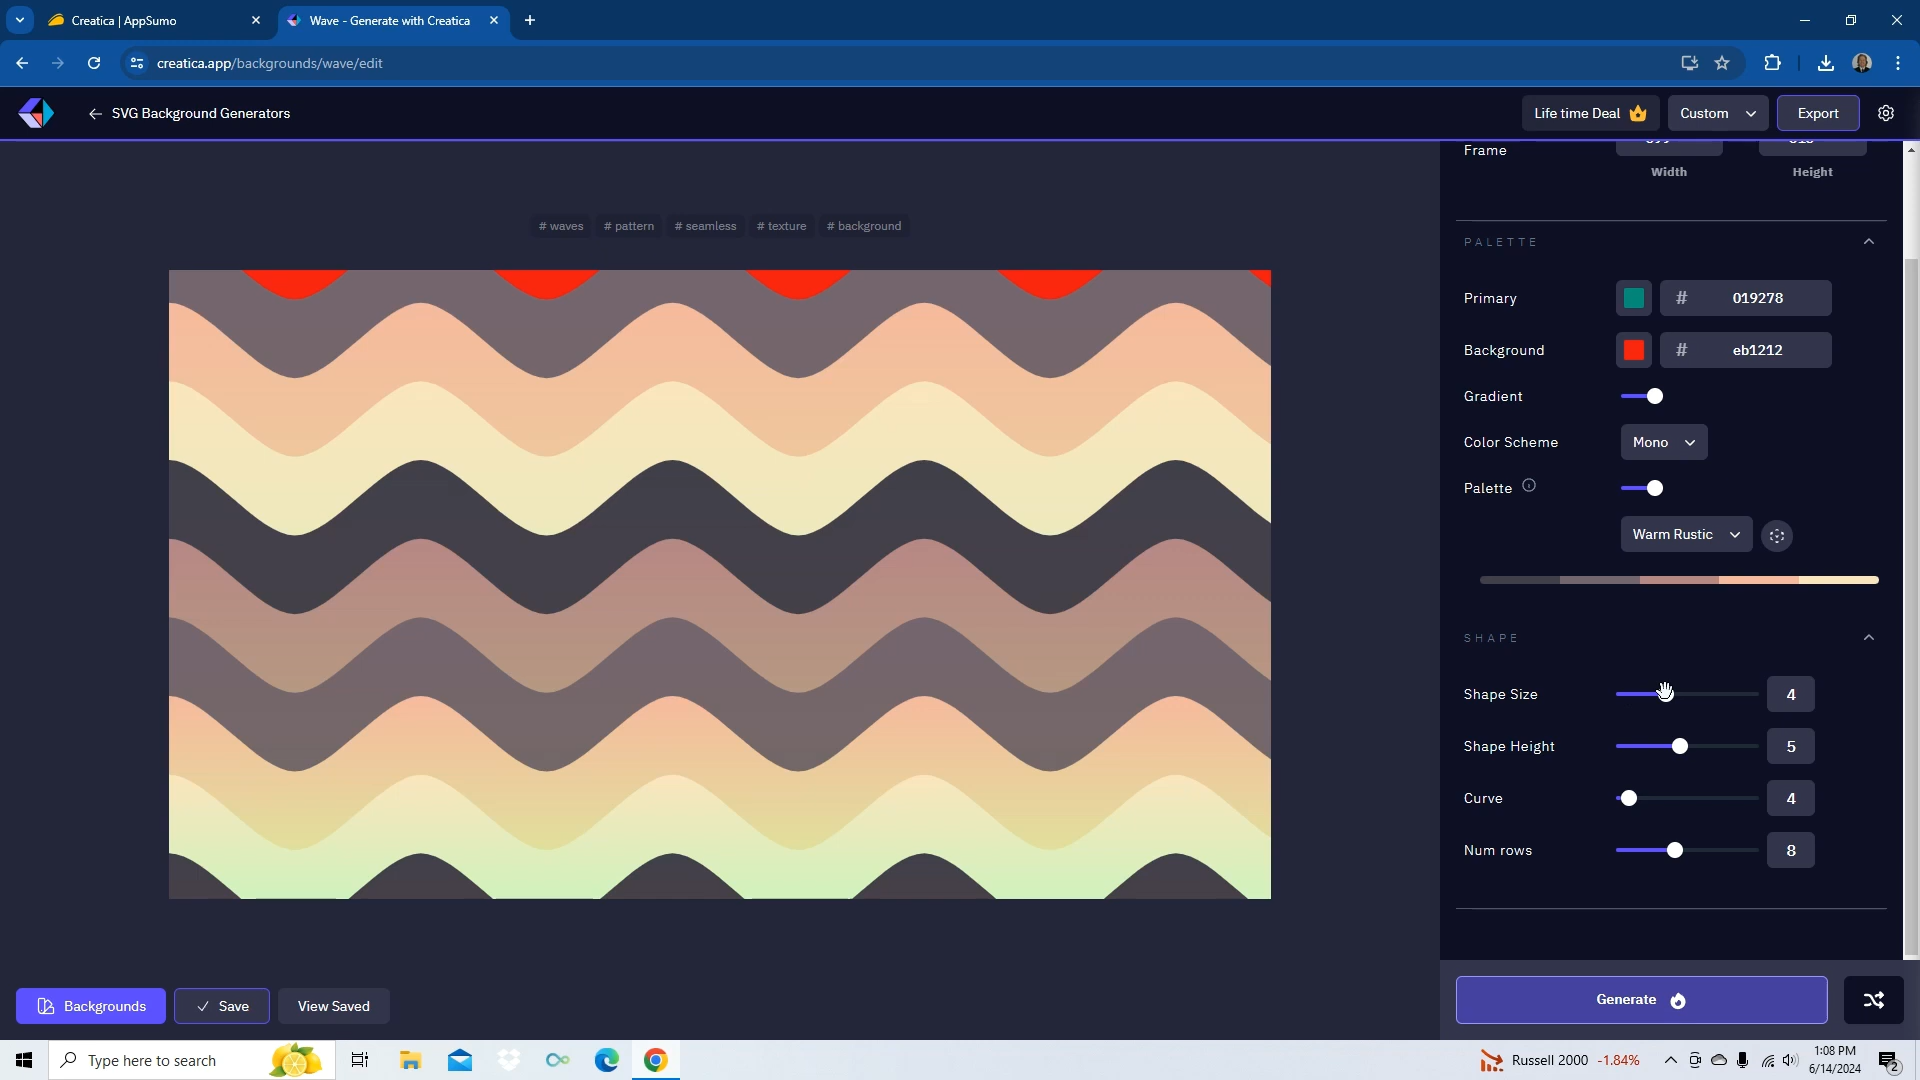 Creatica | AppSumo
Wave - Generate with Creatica
creatica.app/backgrounds/wave/edit
SVG Background Generators
Life time Deal
Custom
Export
# waves
# pattern
# seamless
# texture
# background
Frame
Width
Height
PALETTE
Primary
# 019278
Background
# eb1212
Gradient
Color Scheme
Mono
Palette
Warm Rustic
SHAPE
Shape Size
4
Shape Height
5
Curve
4
Num rows
8
Backgrounds
Save
View Saved
Generate
Type here to search
Russell 2000 -1.84%
1:08 PM
6/14/2024
2